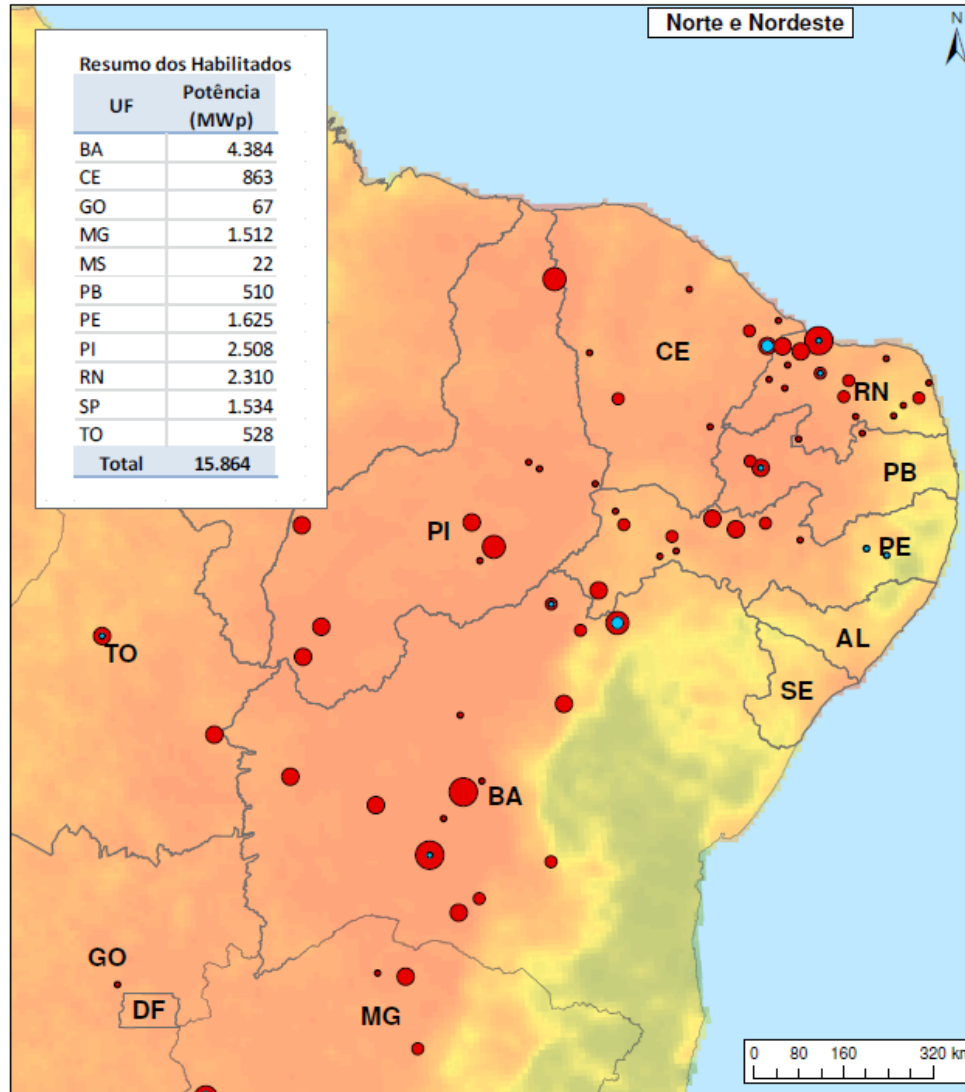 Norte e Nordeste
N
Resumo dos Habilitados
UF Potência (MWp)
BA 4.384
CE 863
GO 67
MG 1.512
MS 22
PB 510
PE 1.625
PI 2.508
RN 2.310
SP 1.534
TO 528
Total 15.864
CE
RN
PB
PI
PE
TO
AL
SE
BA
GO
DF
MG
0 80 160 320 km